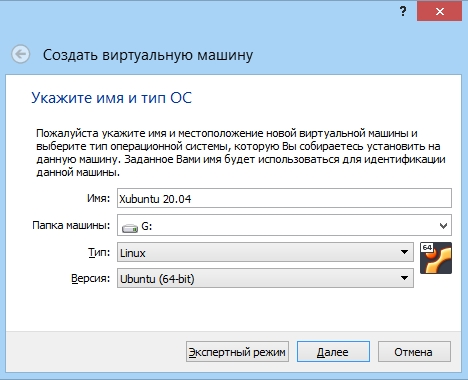 ?
Создать виртуальную машину
Укажите имя и тип ОС
Пожалуйста укажите имя и местоположение новой виртуальной машины и
выберите тип операционной системы, которую Вы собираетесь установить на
данную машину. Заданное Вами имя будет использоваться для идентификации
данной машины.
Имя: Xubuntu 20.04
Папка машины: G:
Тип: Linux
64
Версия: Ubuntu (64-bit)
Экспертный режим Далее Отмена